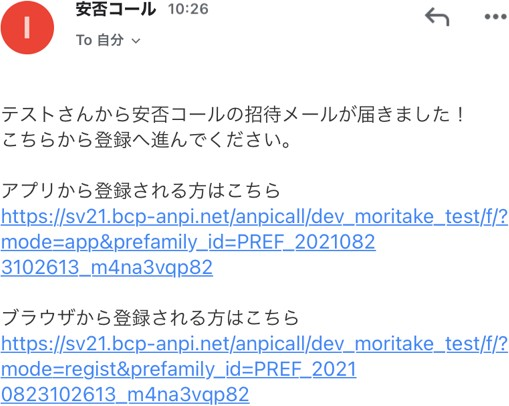 I
安否コール 10:26
To 自分
テストさんから安否コールの招待メールが届きました！
こちらから登録へ進んでください。
アプリから登録される方はこちら
https://sv21.bcp-anpi.net/anpicall/dev_moritake_test/f/?
mode=app&prefamily_id=PREF_2021082
3102613_m4na3vqp82
ブラウザから登録される方はこちら
https://sv21.bcp-anpi.net/anpicall/dev_moritake_test/f/?
mode=regist&prefamily_id=PREF_2021
0823102613_m4na3vqp82